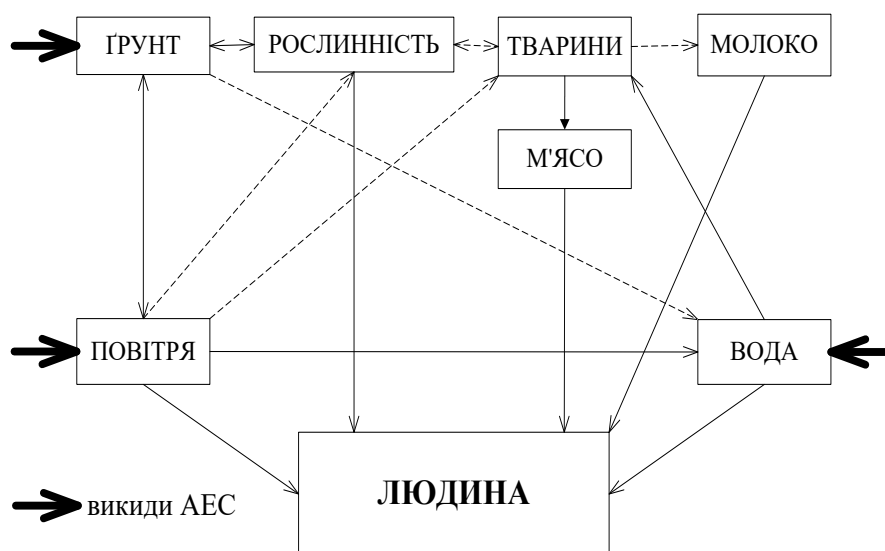 ҐРУНТ
РОСЛИННІСТЬ
ТВАРИНИ
МОЛОКО
М'ЯСО
ПОВІТРЯ
ВОДА
ЛЮДИНА
викиди АЕС